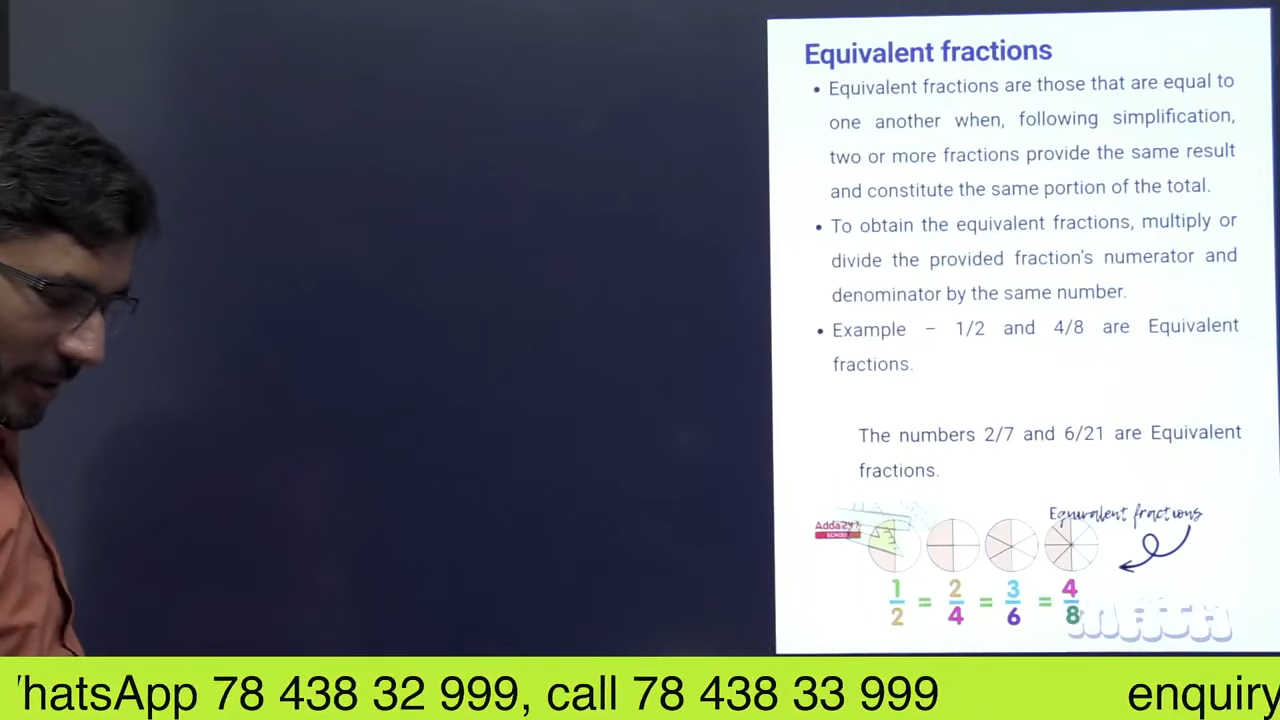 Equivalent fractions
• Equivalent fractions are those that are equal to
one another when, following simplification,
two or more fractions provide the same result
and constitute the same portion of the total.
• To obtain the equivalent fractions, multiply or
divide the provided fraction's numerator and
denominator by the same number.
• Example – 1/2 and 4/8 are Equivalent
fractions.
The numbers 2/7 and 6/21 are Equivalent
fractions.
Equivalent fractions
Adda247
SCHOOL
1/2 = 2/4 = 3/6 = 4/8
MATH
hatsApp 78 438 32 999, call 78 438 33 999 enquiry